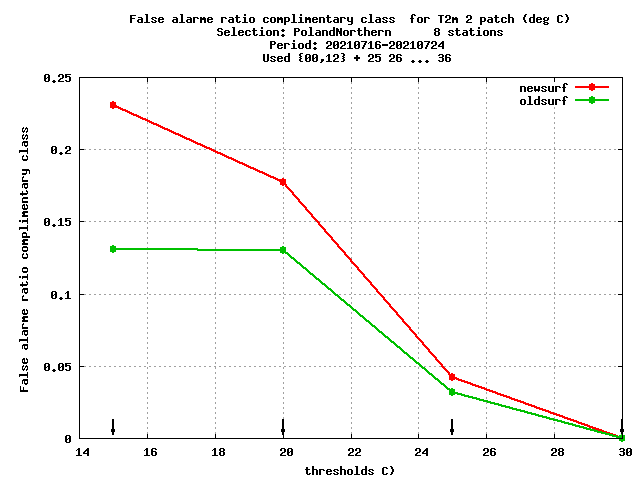 False alarme ratio complimentary class  for T2m 2 patch (deg C)
Selection: PolandNorthern      8 stations
Period: 20210716-20210724
Used {00,12} + 25 26 ... 36
newsurf
oldsurf
False alarme ratio complimentary class
0.25
0.2
0.15
0.1
0.05
0
14 16 18 20 22 24 26 28 30
thresholds C)